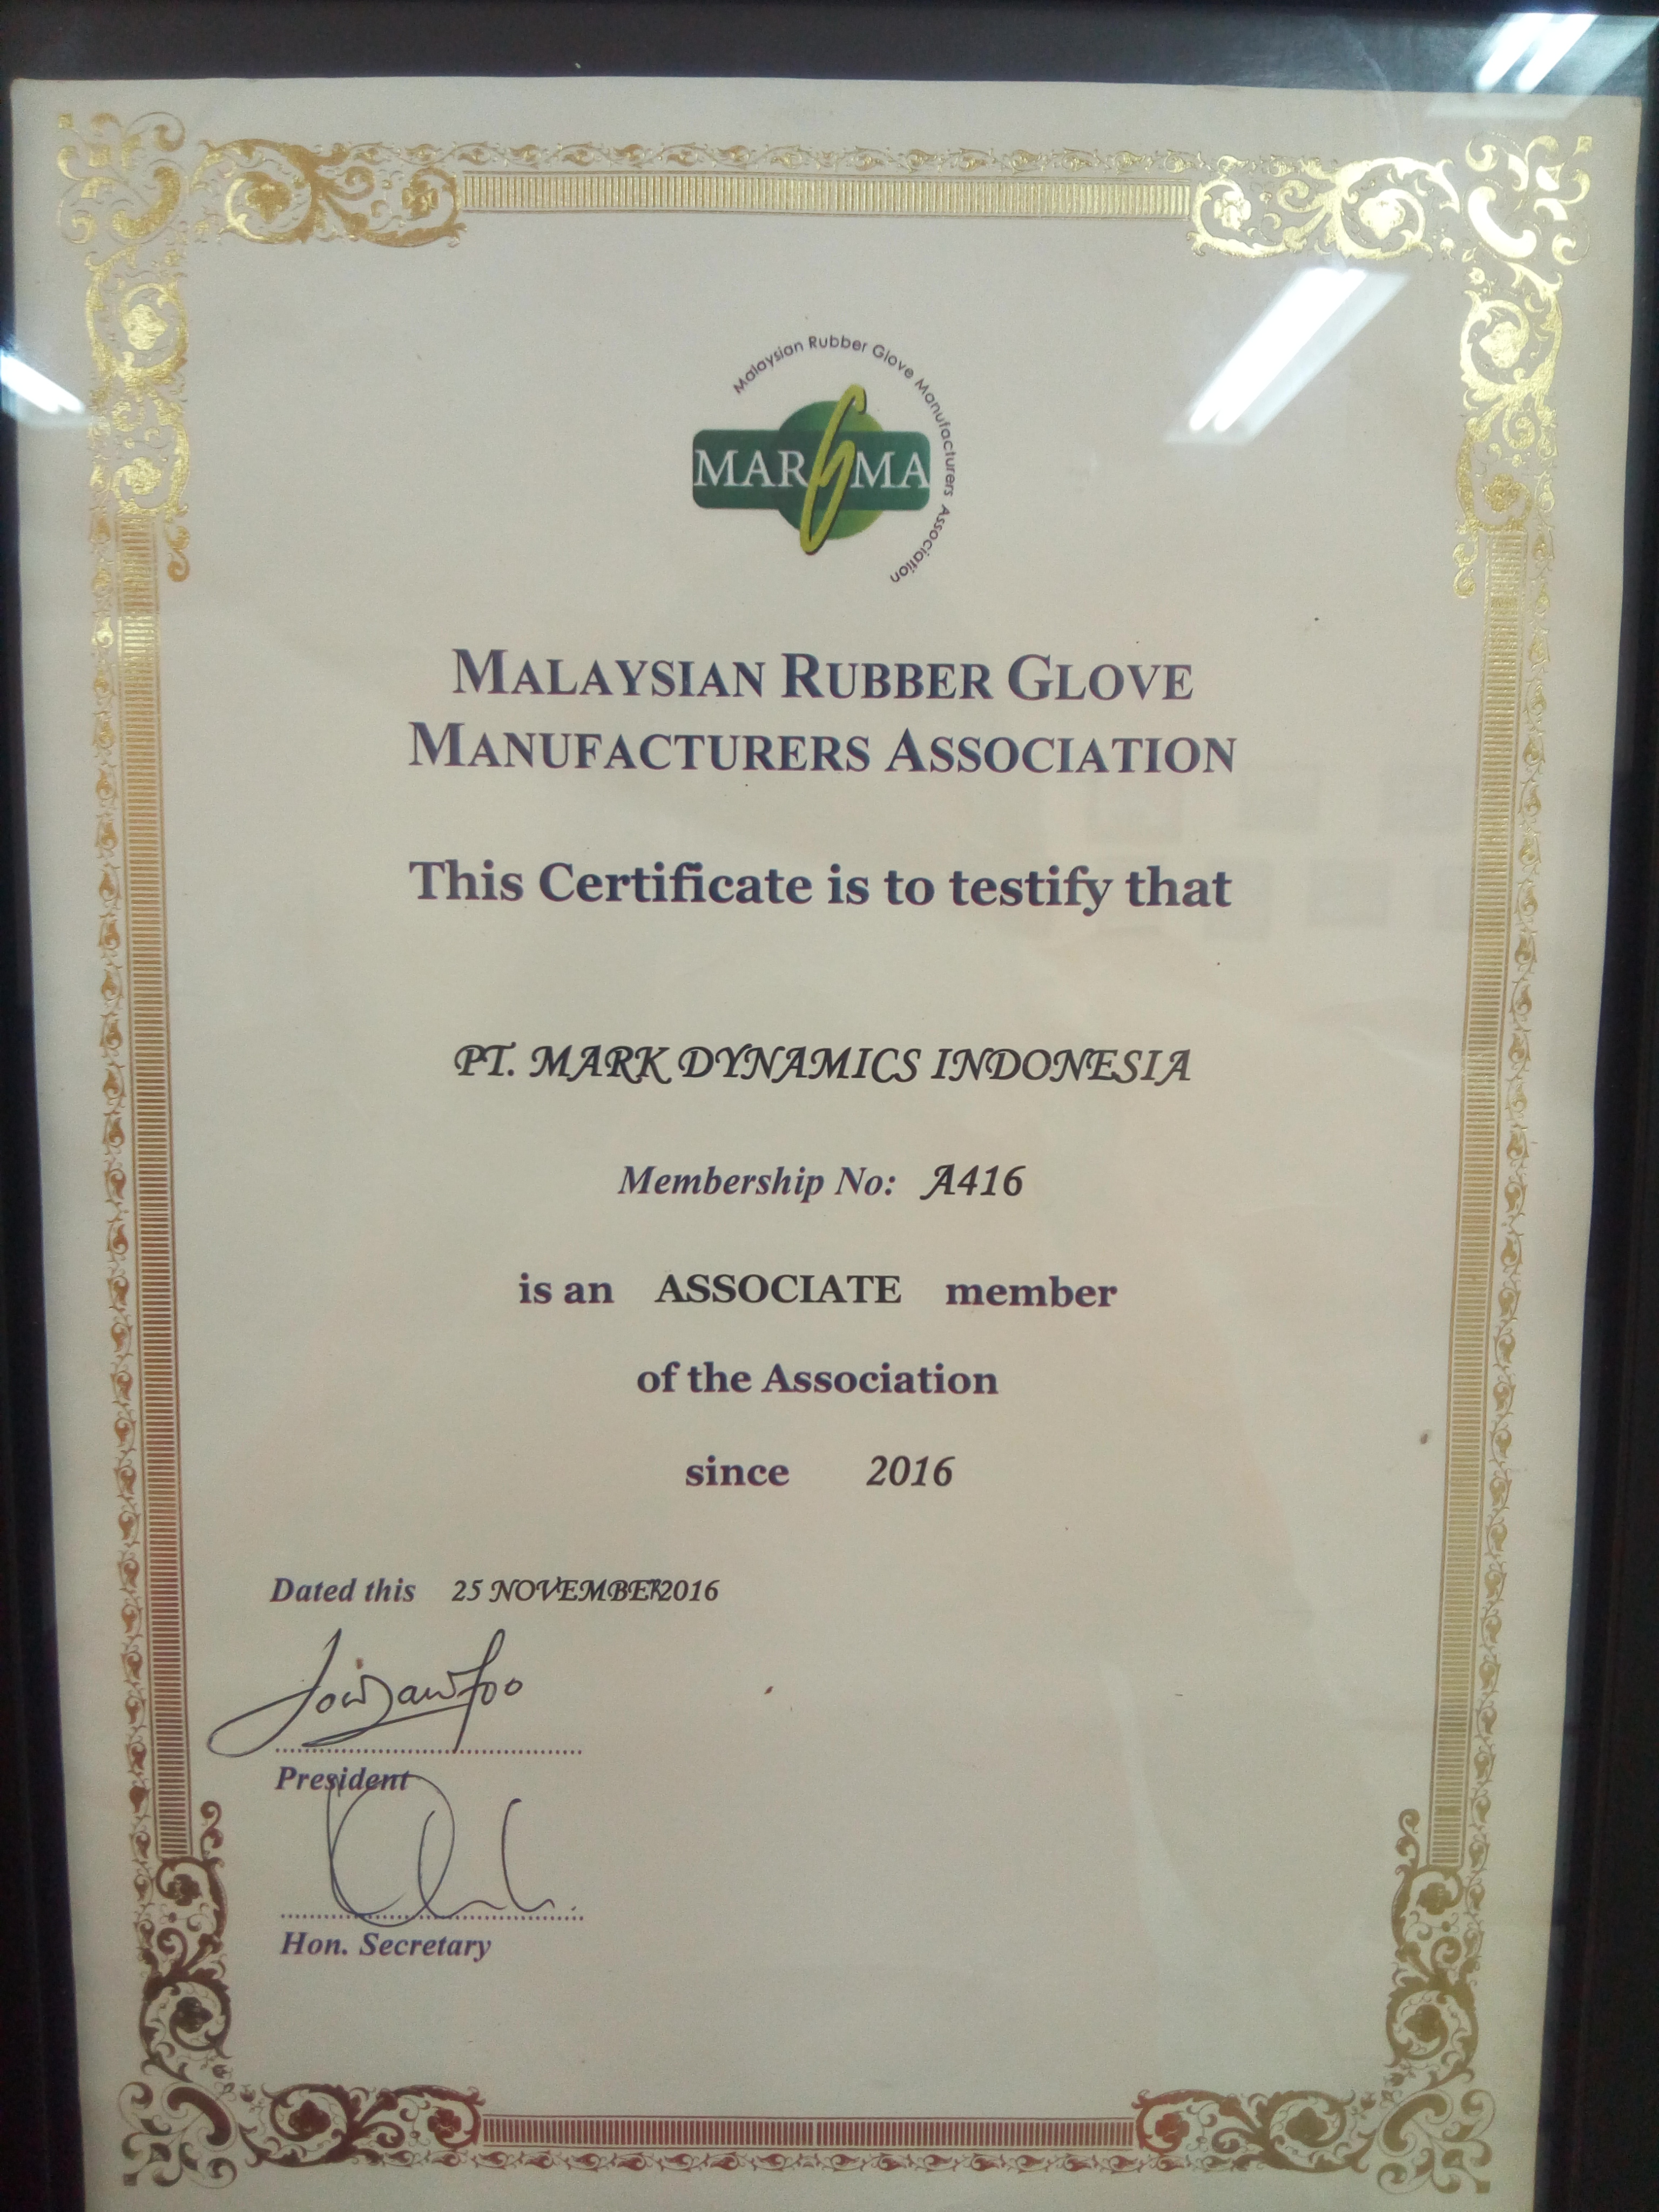 Malaysian Rubber Glove Manufacturers Association
MARGMA
MALAYSIAN RUBBER GLOVE
MANUFACTURERS ASSOCIATION
This Certificate is to testify that
PT. MARK DYNAMICS INDONESIA
Membership No: A416
is an ASSOCIATE member
of the Association
since 2016
Dated this 25 NOVEMBER 2016
President
Hon. Secretary